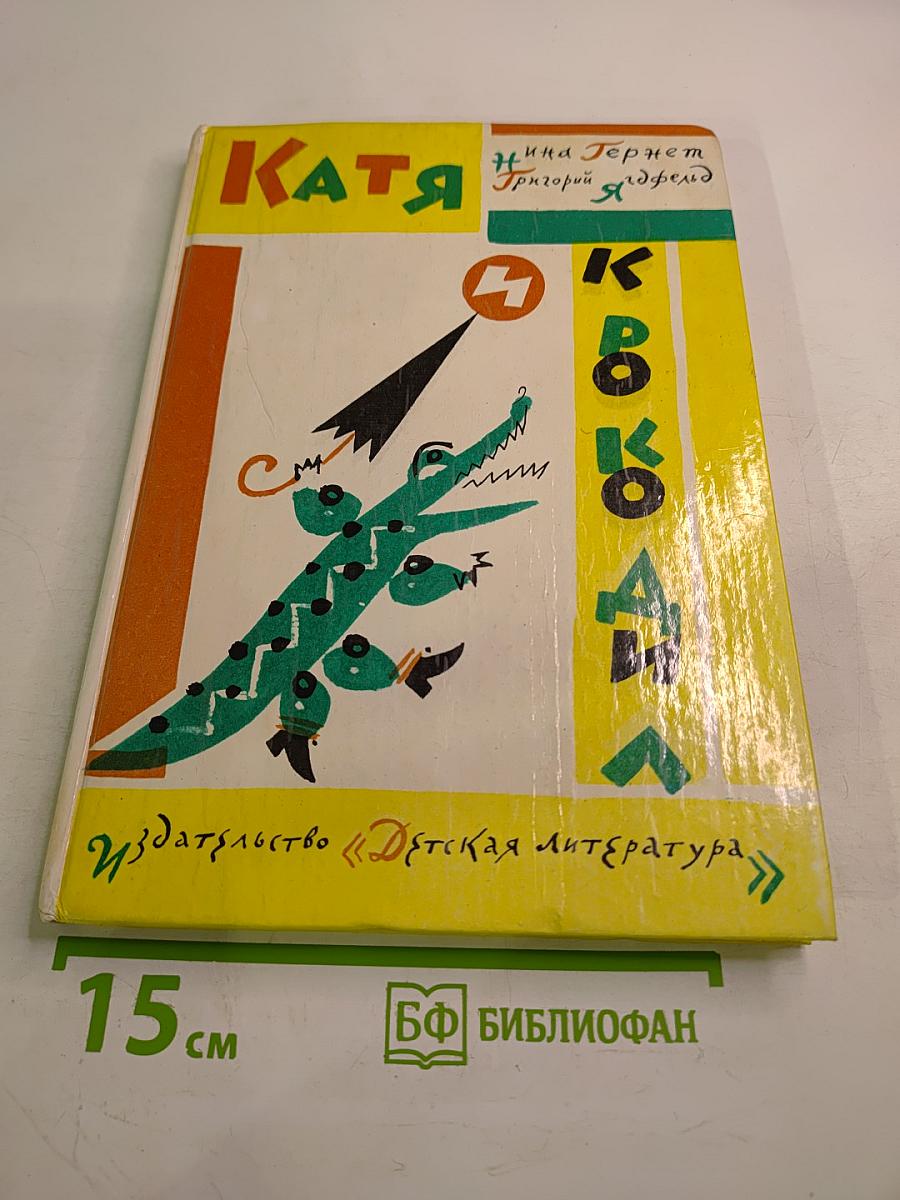 Катя
Нина Гернет
Григорий Ягдфельд
и
крокодил
Издательство «Детская литература»
15 см
БФ БИБЛИОФАН